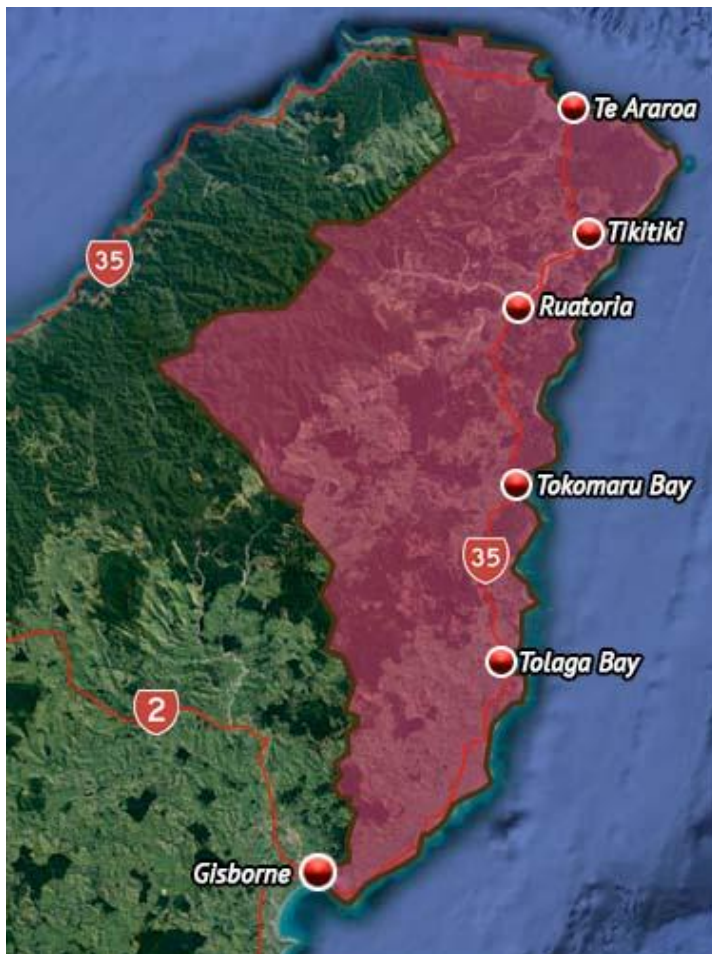 Te Araroa
Tikitiki
35
Ruatoria
Tokomaru Bay
35
Tolaga Bay
2
Gisborne